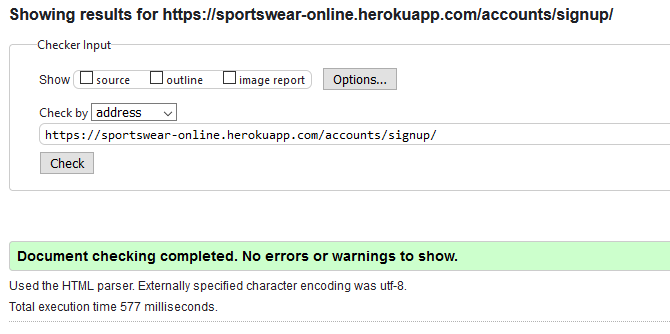 Showing results for https://sportswear-online.herokuapp.com/accounts/signup/
Checker Input
Show source outline image report Options...
Check by address
https://sportswear-online.herokuapp.com/accounts/signup/
Check
Document checking completed. No errors or warnings to show.
Used the HTML parser. Externally specified character encoding was utf-8.
Total execution time 577 milliseconds.